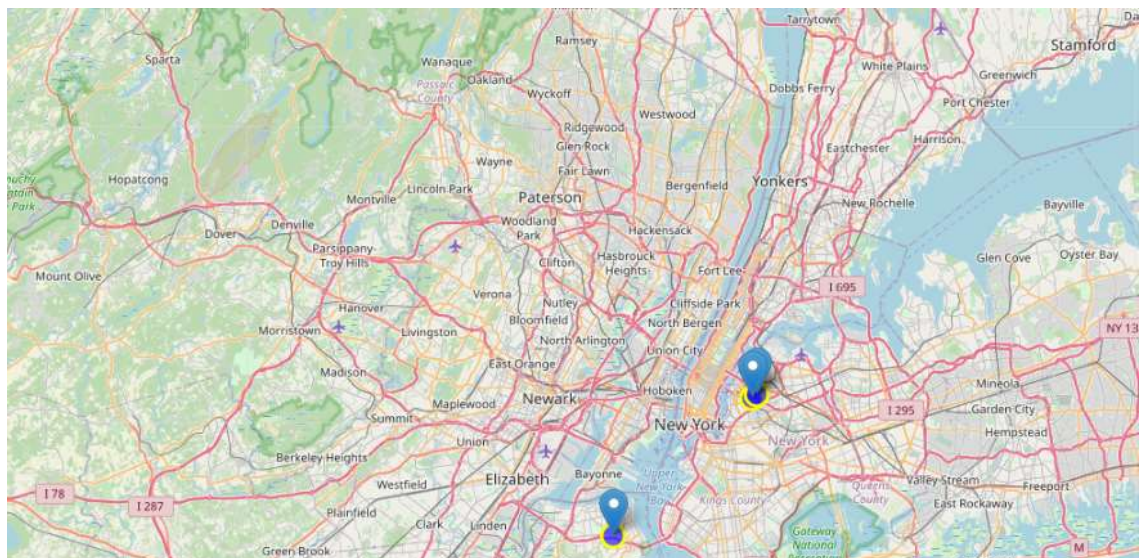 Tarrytown
Stamford
Ramsey
Sparta
Wanaque
Oakland
White Plains
Greenwich
Passaic
County
Wyckoff
Dobbs Ferry
Port Chester
Westwood
Ridgewood
Glen Rock
Eastchester
Harrison
Wayne
Fair Lawn
Hopatcong
Lincoln Park
Bergenfield
Yonkers
Montville
Paterson
New Rochelle
Bayville
Denville
Woodland
Park
Hackensack
Dover
Parsippany-
Troy Hills
Clifton
Hasbrouck
Heights
Fort Lee
Glen Cove
Oyster Bay
Mount Olive
Verona
Nutley
Cliffside Park
I 695
Hanover
Bloomfield
North Bergen
Morristown
Livingston
North Arlington
Union City
NY 13
East Orange
Madison
Hoboken
Mineola
Maplewood
Newark
I 295
Garden City
Summit
New York
Hempstead
Union
New York
Berkeley Heights
Elizabeth
Bayonne
Upper
New York
Bay
Kings County
Queens
County
Valley Stream
Freeport
Westfield
East Rockaway
I 78
I 287
Plainfield
Clark
Linden
Gateway
National
Green Brook
M